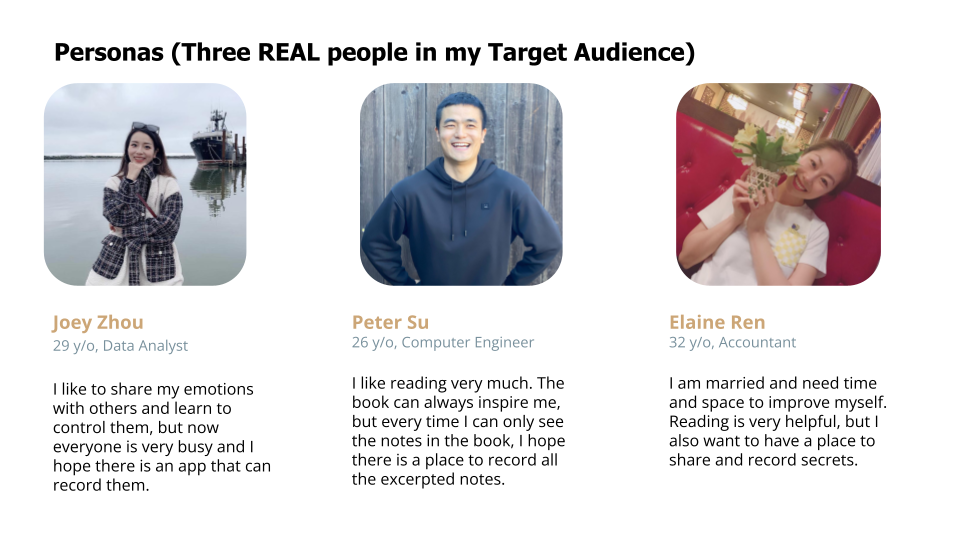 Personas (Three REAL people in my Target Audience)
Joey Zhou
29 y/o, Data Analyst
I like to share my emotions
with others and learn to
control them, but now
everyone is very busy and I
hope there is an app that can
record them.
Peter Su
26 y/o, Computer Engineer
I like reading very much. The
book can always inspire me,
but every time I can only see
the notes in the book, I hope
there is a place to record all
the excerpted notes.
Elaine Ren
32 y/o, Accountant
I am married and need time
and space to improve myself.
Reading is very helpful, but I
also want to have a place to
share and record secrets.